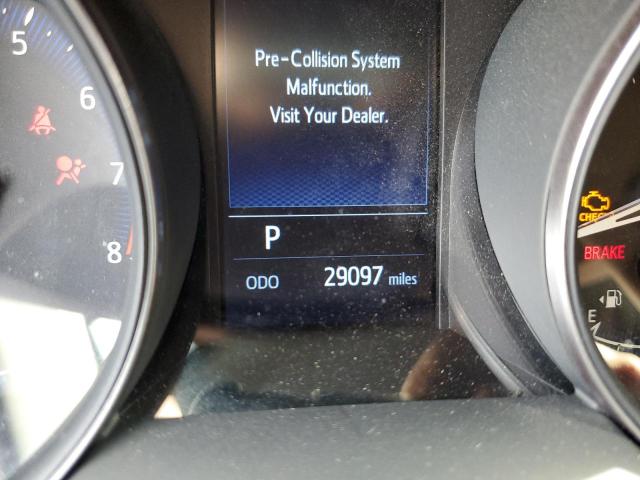 5
6
7
8
Pre-Collision System
Malfunction.
Visit Your Dealer.
P
ODO 29097 miles
CHECK
BRAKE
E